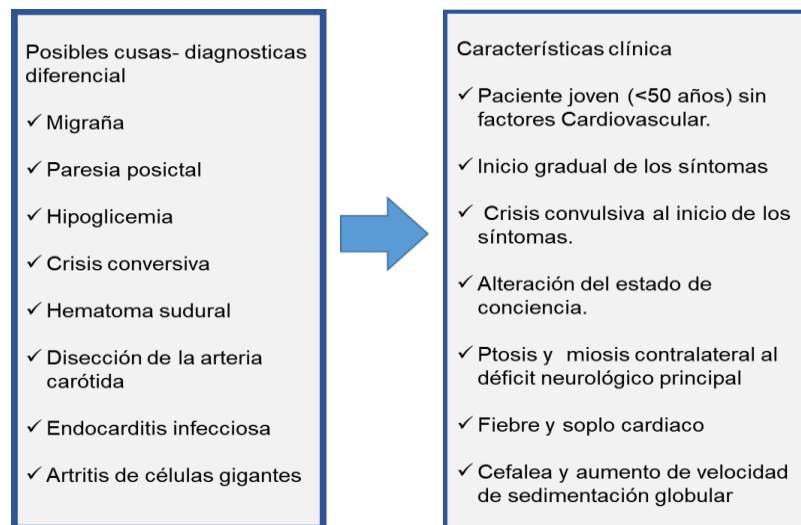 Posibles cusas- diagnosticas
diferencial
✓ Migraña
✓ Paresia posictal
✓ Hipoglicemia
✓ Crisis conversiva
✓ Hematoma sudural
✓ Disección de la arteria
carótida
✓ Endocarditis infecciosa
✓ Artritis de células gigantes
Características clínica
✓ Paciente joven (<50 años) sin
factores Cardiovascular.
✓ Inicio gradual de los síntomas
✓ Crisis convulsiva al inicio de los
síntomas.
✓ Alteración del estado de
conciencia.
✓ Ptosis y miosis contralateral al
déficit neurológico principal
✓ Fiebre y soplo cardiaco
✓ Cefalea y aumento de velocidad
de sedimentación globular